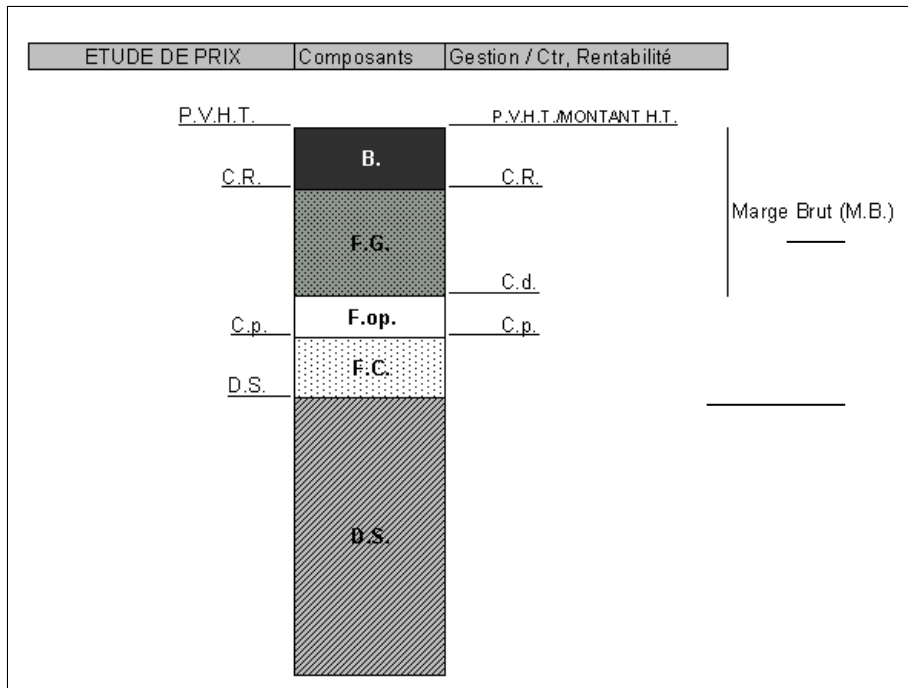 ETUDE DE PRIX Composants Gestion / Ctr, Rentabilité
P.V.H.T. P.V.H.T./MONTANT H.T.
B.
C.R. C.R.
Marge Brut (M.B.)
F.G.
C.d.
F.op.
C.p. C.p.
F.C.
D.S.
D.S.